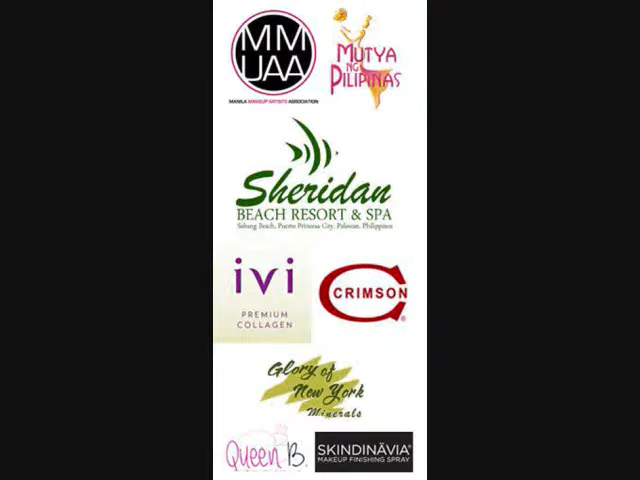 MM
UAA
MANILA MAKEUP ARTISTS ASSOCIATION
MUTYA
NG
PILIPINAS
Sheridan
BEACH RESORT & SPA
Sabang Beach, Puerto Princesa City, Palawan, Philippines
ivi
PREMIUM
COLLAGEN
CRIMSON
®
Glory of
New York
Minerals
Queen B.
SKINDINÄVIA®
MAKEUP FINISHING SPRAY